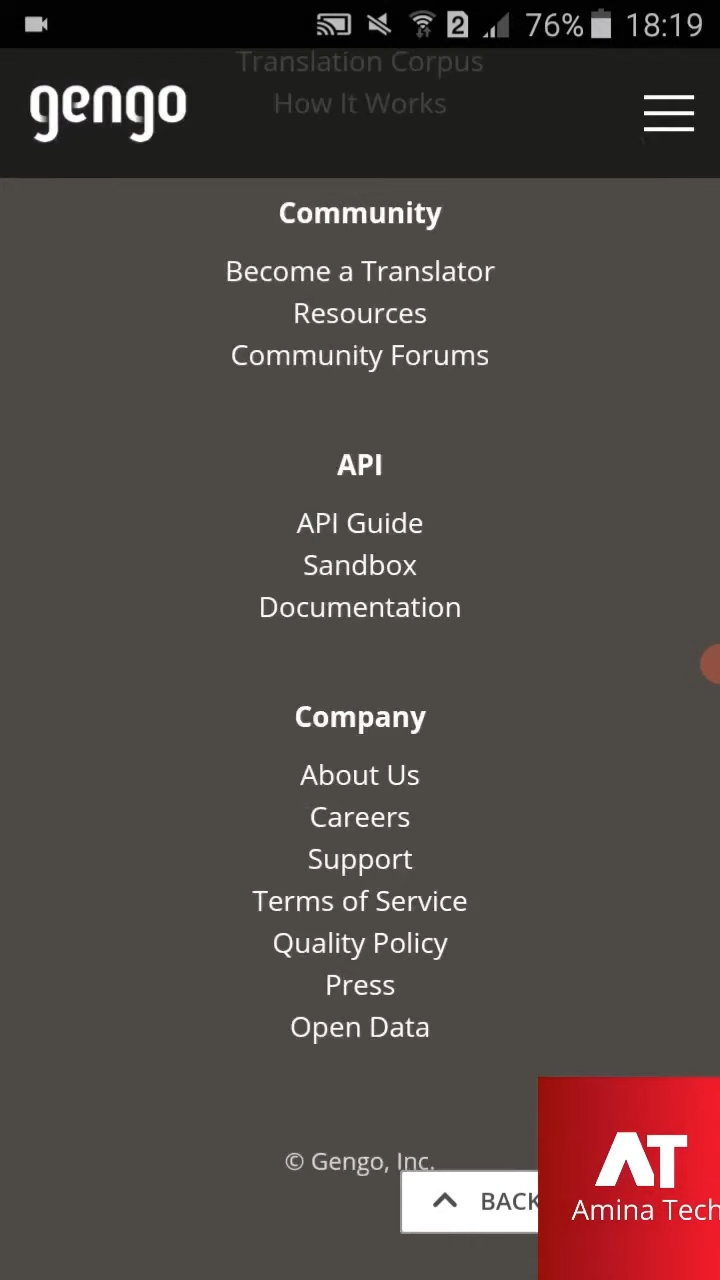 2 76% 18:19
Translation Corpus
gengo
How It Works
Community
Become a Translator
Resources
Community Forums
API
API Guide
Sandbox
Documentation
Company
About Us
Careers
Support
Terms of Service
Quality Policy
Press
Open Data
© Gengo, Inc.
BACK
AT
Amina Tech